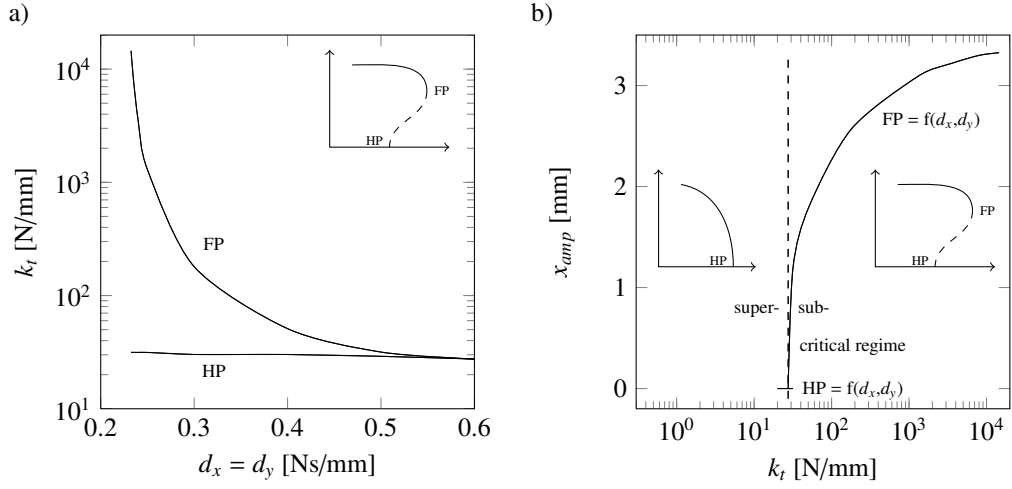 a)
10^4
10^3
10^2
10^1
k_t [N/mm]
FP
HP
FP
HP
0.2 0.3 0.4 0.5 0.6
d_x = d_y [Ns/mm]
b)
3
2
1
0
x_amp [mm]
FP = f(d_x,d_y)
HP
FP
HP
super- sub-
critical regime
HP = f(d_x,d_y)
10^0 10^1 10^2 10^3 10^4
k_t [N/mm]